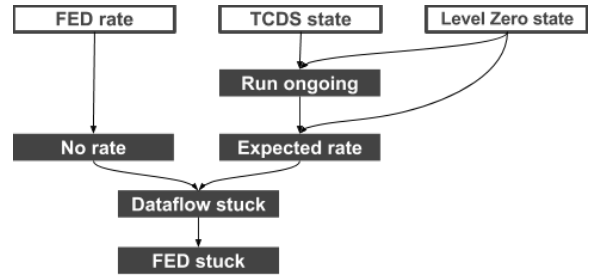 FED rate
TCDS state
Level Zero state
Run ongoing
No rate
Expected rate
Dataflow stuck
FED stuck